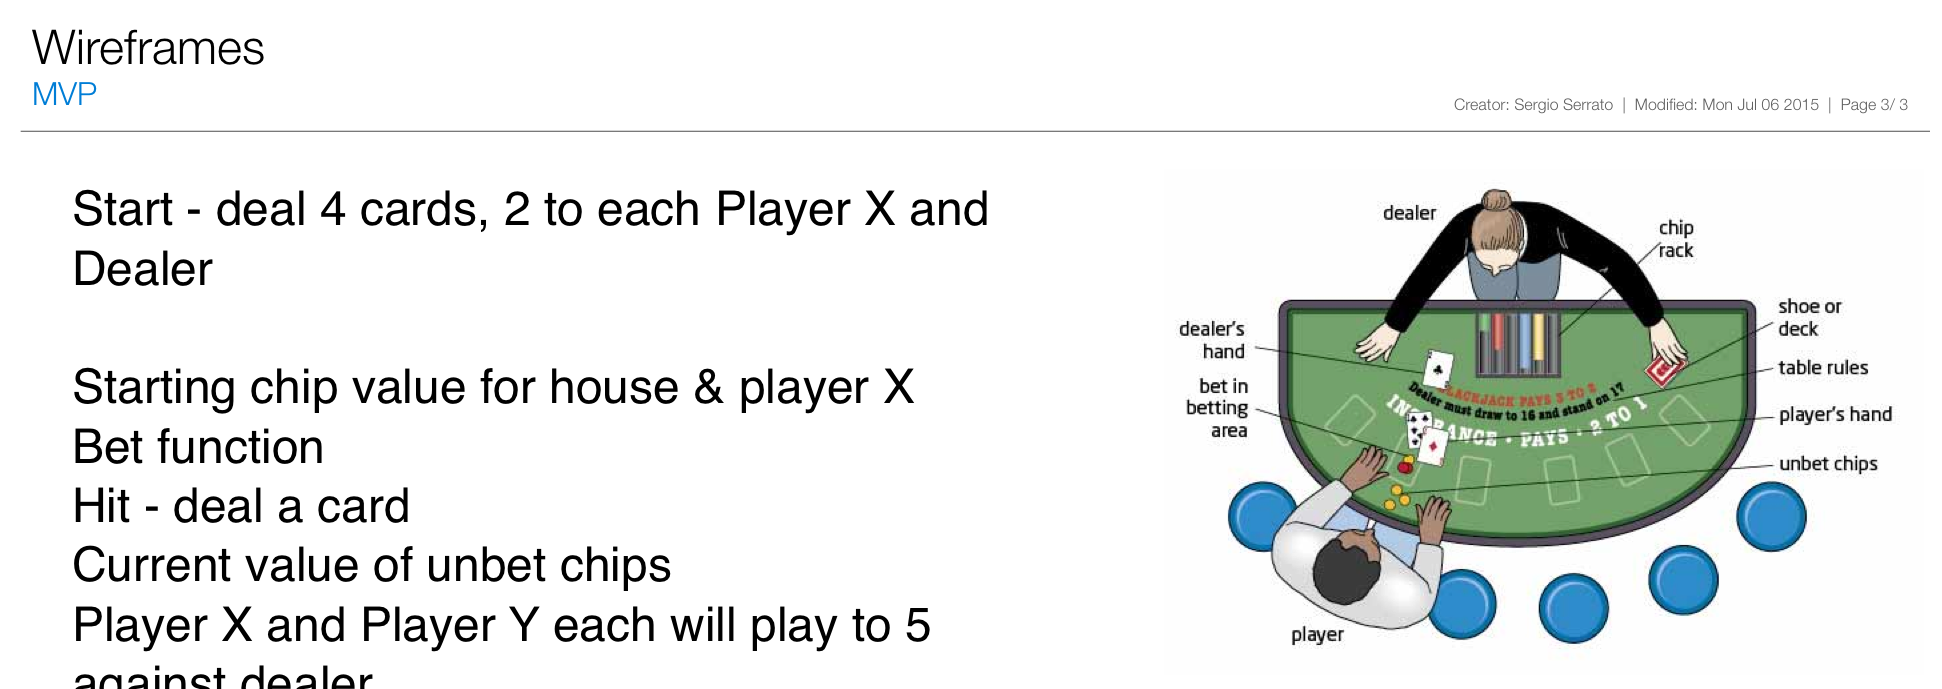 Wireframes
MVP
Creator: Sergio Serrato | Modified: Mon Jul 06 2015 | Page 3/ 3
Start - deal 4 cards, 2 to each Player X and
Dealer
Starting chip value for house & player X
Bet function
Hit - deal a card
Current value of unbet chips
Player X and Player Y each will play to 5
against dealer
dealer
chip
rack
shoe or
deck
dealer's
hand
table rules
bet in
betting
area
player's hand
unbet chips
player
LACKJACK PAYS 3 TO 2
Dealer must draw to 16 and stand on 17
PAYS 2 TO 1